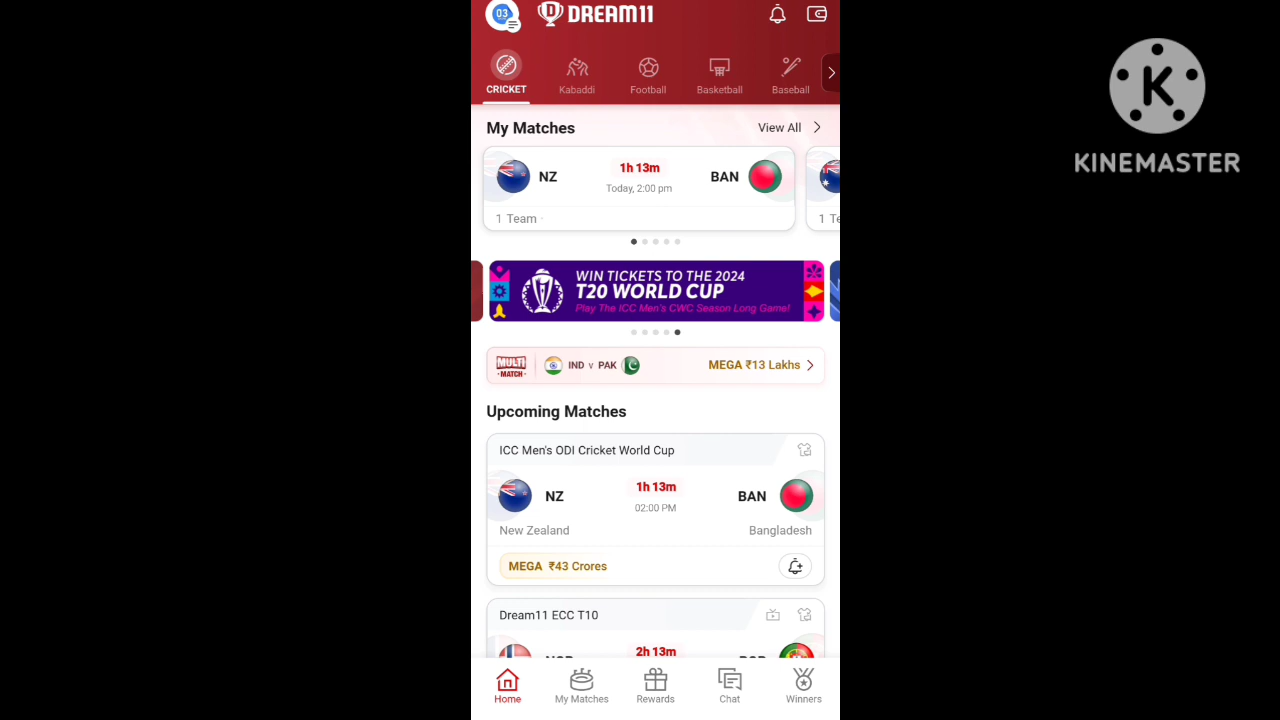 03
DREAM11
CRICKET
Kabaddi
Football
Basketball
Baseball
K
KINEMASTER
My Matches
View All
NZ
1h 13m
BAN
Today, 2:00 pm
1 Team
WIN TICKETS TO THE 2024
T20 WORLD CUP
Play The ICC Men's CWC Season Long Game!
MULTI
MATCH
IND v PAK
MEGA ₹13 Lakhs
Upcoming Matches
ICC Men's ODI Cricket World Cup
NZ
1h 13m
BAN
02:00 PM
New Zealand
Bangladesh
MEGA ₹43 Crores
Dream11 ECC T10
2h 13m
Home
My Matches
Rewards
Chat
Winners